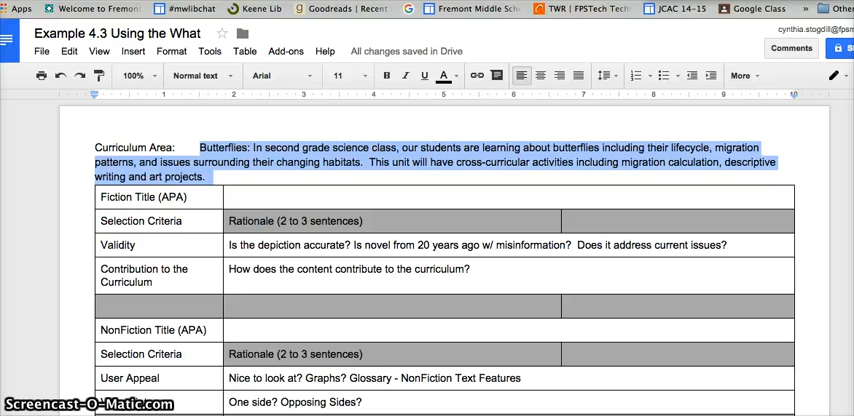 Apps Welcome to Fremont #mwlibchat Keene Lib Goodreads | Recent Fremont Middle Sch TWR | FPSTech Tech JCAC 14-15 Google Class » Other
Example 4.3 Using the What
cynthia.stogdill@fpsm
File Edit View Insert Format Tools Table Add-ons Help All changes saved in Drive
Comments
100% Normal text Arial 11 B I U A More
Curriculum Area: Butterflies: In second grade science class, our students are learning about butterflies including their lifecycle, migration
patterns, and issues surrounding their changing habitats. This unit will have cross-curricular activities including migration calculation, descriptive
writing and art projects.
Fiction Title (APA)
Selection Criteria Rationale (2 to 3 sentences)
Validity Is the depiction accurate? Is novel from 20 years ago w/ misinformation? Does it address current issues?
Contribution to the How does the content contribute to the curriculum?
Curriculum
NonFiction Title (APA)
Selection Criteria Rationale (2 to 3 sentences)
User Appeal Nice to look at? Graphs? Glossary - NonFiction Text Features
One side? Opposing Sides?
Screencast-O-Matic.com